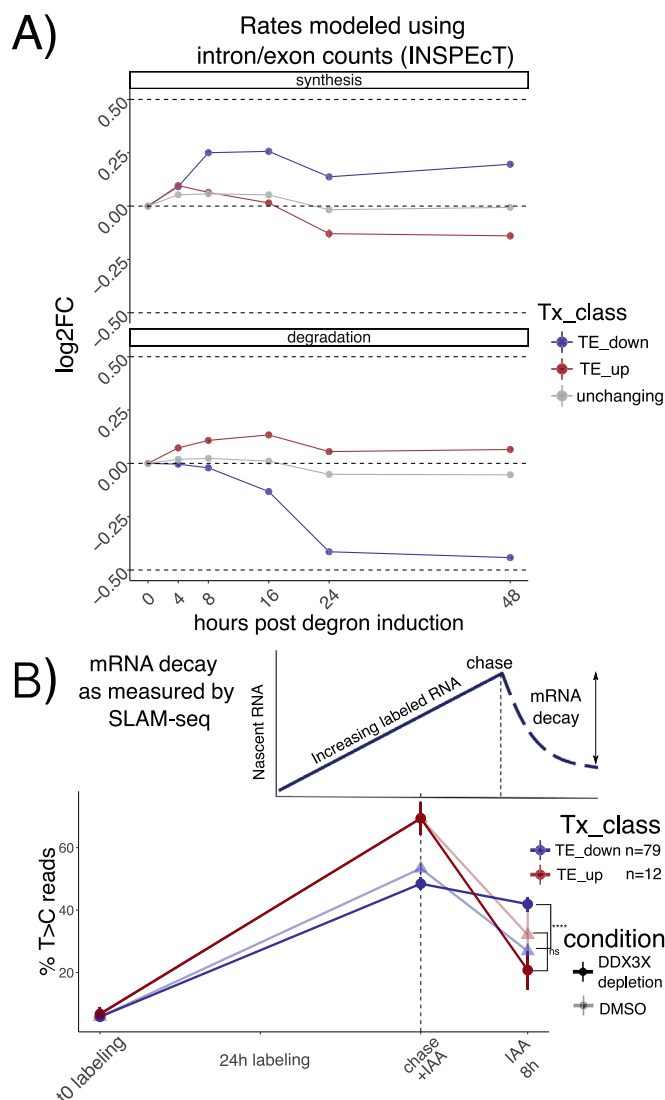 A)
Rates modeled using
intron/exon counts (INSPEcT)
synthesis
0.50
0.25
0.00
−0.25
−0.50
degradation
0.50
0.25
0.00
−0.25
−0.50
log2FC
0 4 8 16 24 48
hours post degron induction
Tx_class
TE_down
TE_up
unchanging
B)
mRNA decay
as measured by
SLAM-seq
Nascent RNA
Increasing labeled RNA
chase
mRNA
decay
% T>C reads
60
40
20
t0 labeling
24h labeling
chase
+IAA
IAA
8h
****
ns
Tx_class
TE_down n=79
TE_up n=12
condition
DDX3X
depletion
DMSO